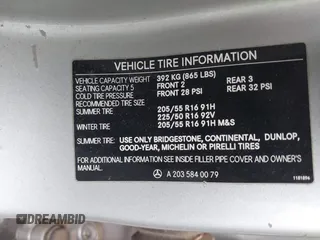 VEHICLE TIRE INFORMATION
VEHICLE CAPACITY WEIGHT 392 KG (865 LBS)
SEATING CAPACITY 5 FRONT 2 REAR 3
COLD TIRE PRESSURE FRONT 28 PSI REAR 32 PSI
RECOMMENDED TIRE SIZE
SUMMER TIRE 205/55 R16 91H
225/50 R16 92V
WINTER TIRE 205/55 R16 91H M&S
SUMMER TIRE: USE ONLY BRIDGESTONE, CONTINENTAL, DUNLOP,
GOOD-YEAR, MICHELIN OR PIRELLI TIRES
FOR ADDITIONAL INFORMATION SEE INSIDE FILLER PIPE COVER AND OWNER'S
MANUAL.
A 203 584 00 79
DREAMBID